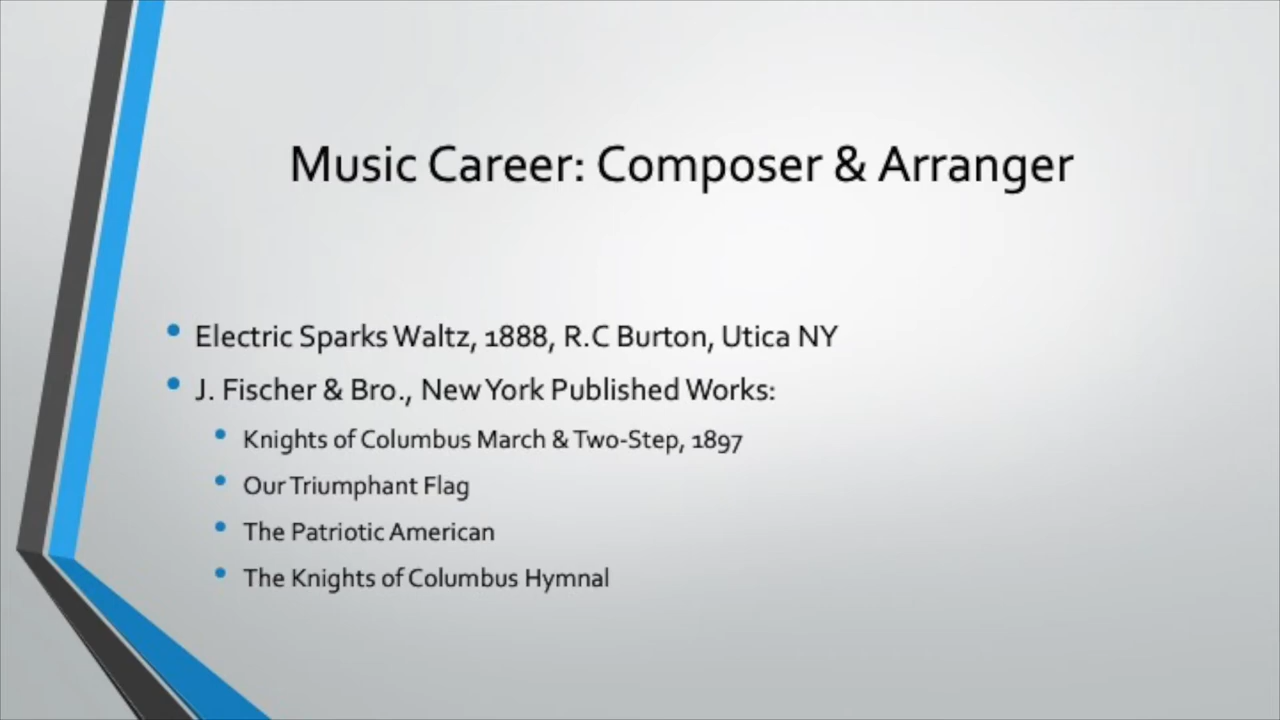 Music Career: Composer & Arranger
Electric Sparks Waltz, 1888, R.C Burton, Utica NY
J. Fischer & Bro., New York Published Works:
Knights of Columbus March & Two-Step, 1897
Our Triumphant Flag
The Patriotic American
The Knights of Columbus Hymnal